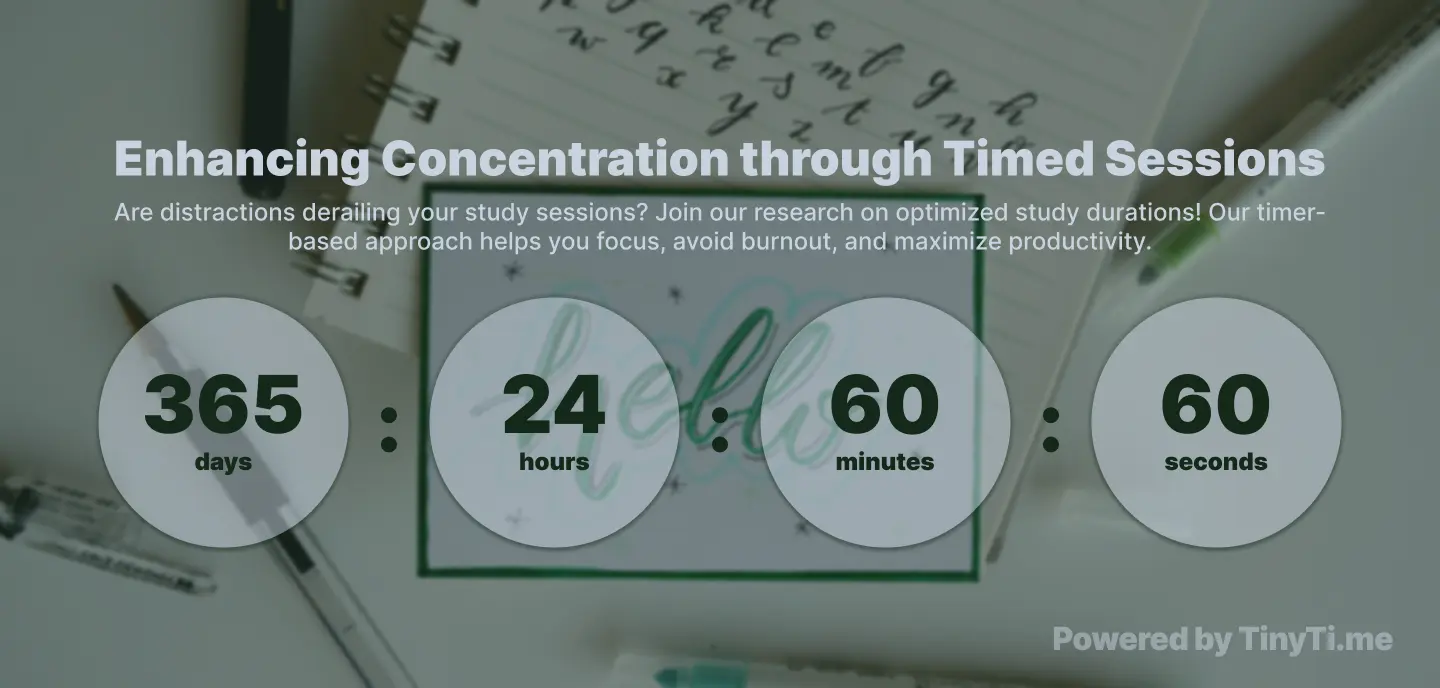 w q k d e
x r l m f g h
y s t n
z u
Enhancing Concentration through Timed Sessions
Are distractions derailing your study sessions? Join our research on optimized study durations! Our timer-
based approach helps you focus, avoid burnout, and maximize productivity.
hello
365 : 24 : 60 : 60
days hours minutes seconds
Powered by TinyTi.me